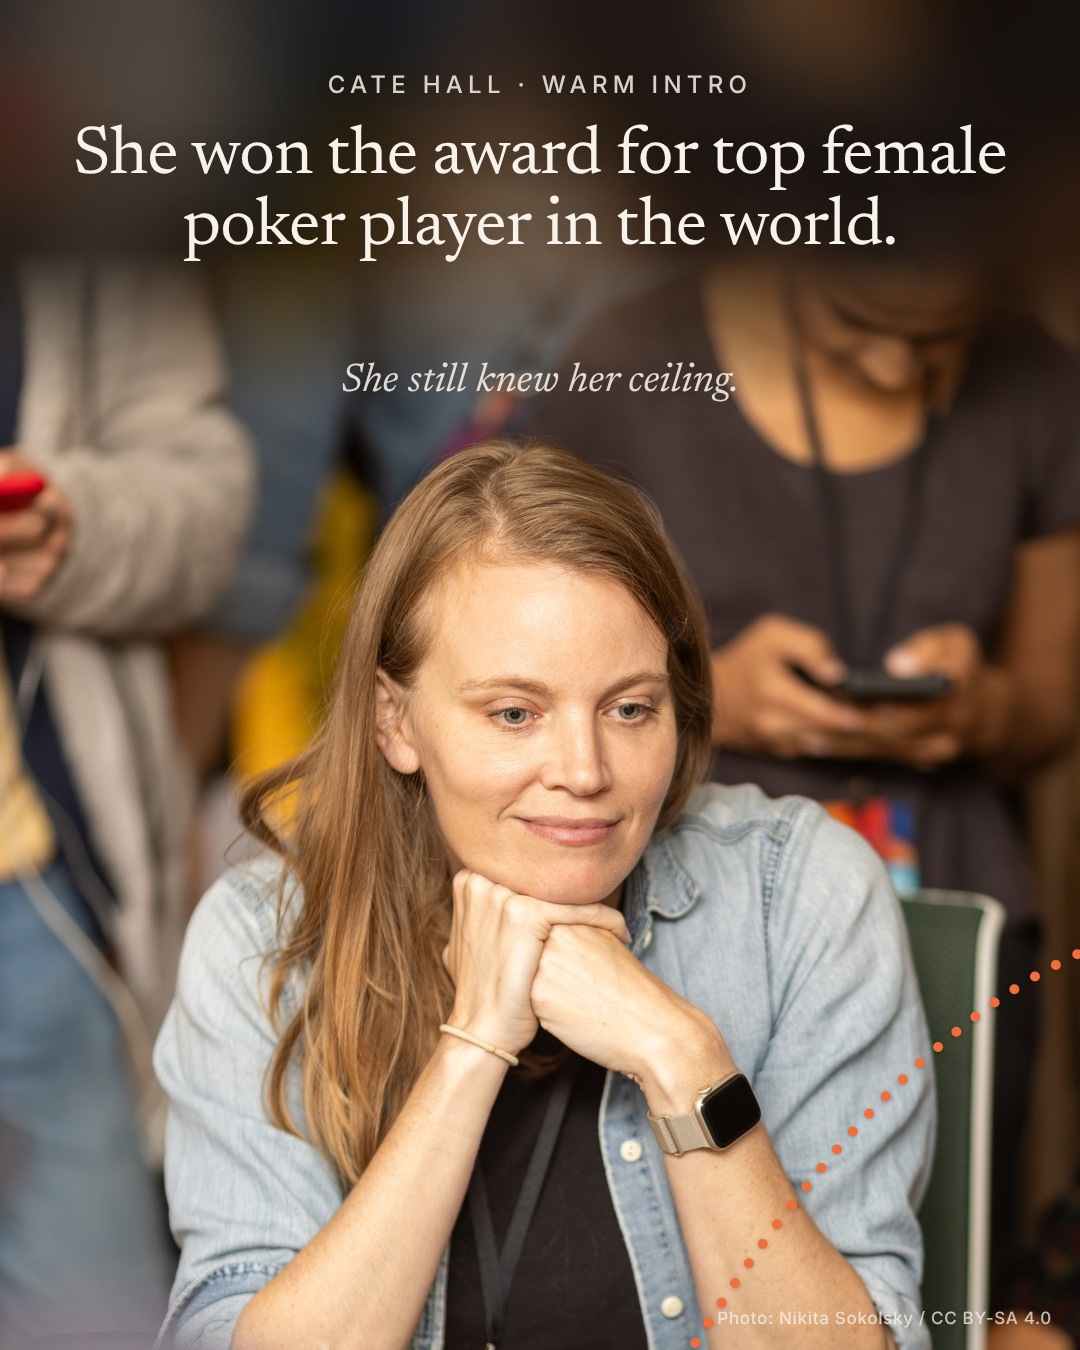 CATE HALL · WARM INTRO
She won the award for top female
poker player in the world.
She still knew her ceiling.
Photo: Nikita Sokolsky / CC BY-SA 4.0